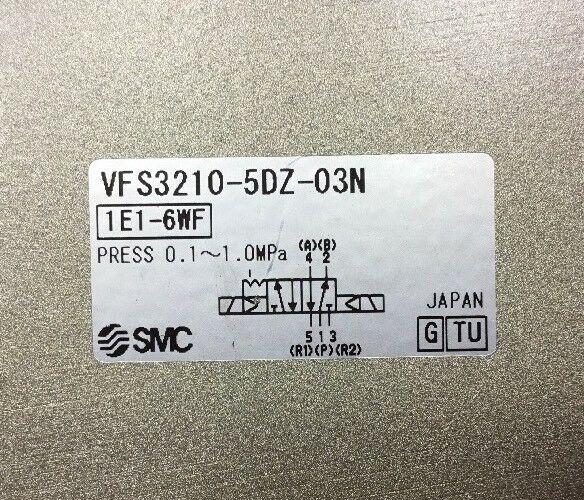 VFS3210-5DZ-03N
1E1-6WF
PRESS 0.1~1.0MPa
(A)(B)
4 2
5 1 3
(R1)(P)(R2)
SMC
JAPAN
G TU